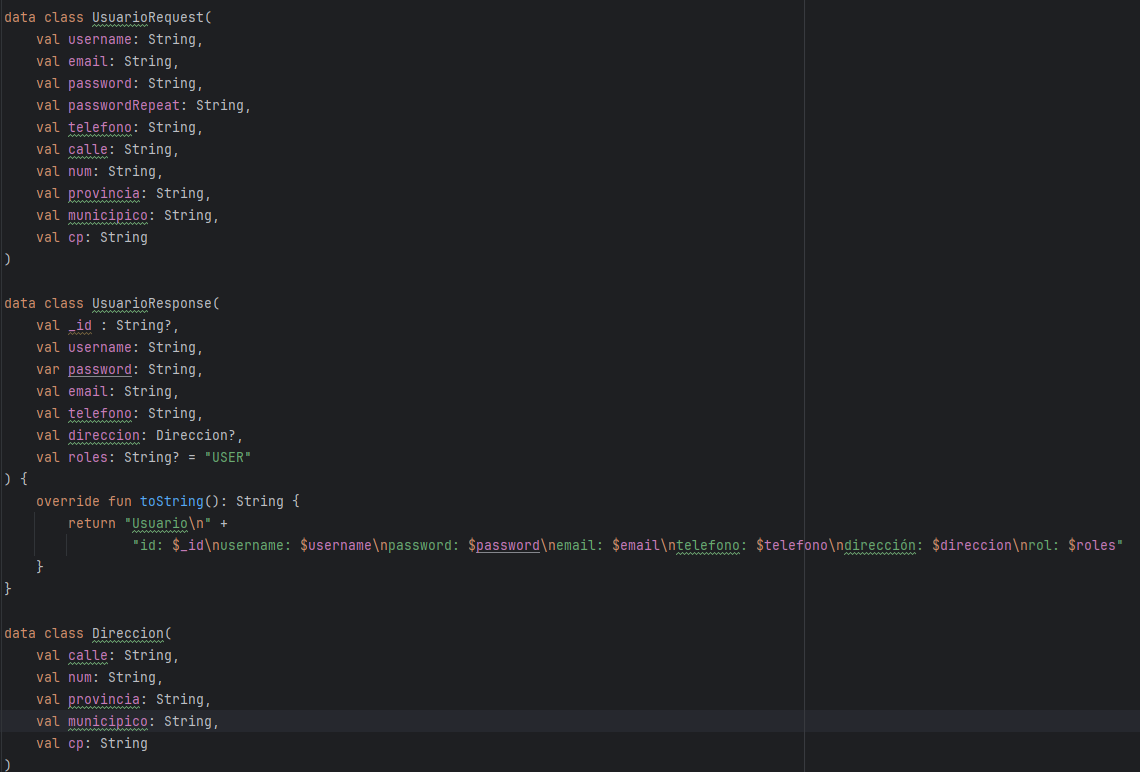 data class UsuarioRequest(
    val username: String,
    val email: String,
    val password: String,
    val passwordRepeat: String,
    val telefono: String,
    val calle: String,
    val num: String,
    val provincia: String,
    val municipico: String,
    val cp: String
)
data class UsuarioResponse(
    val _id : String?,
    val username: String,
    var password: String,
    val email: String,
    val telefono: String,
    val direccion: Direccion?,
    val roles: String? = "USER"
) {
    override fun toString(): String {
        return "Usuario\n" +
                "id: $_id\nusername: $username\npassword: $password\nemail: $email\ntelefono: $telefono\ndirección: $direccion\nrol: $roles"
    }
}
data class Direccion(
    val calle: String,
    val num: String,
    val provincia: String,
    val municipico: String,
    val cp: String
)